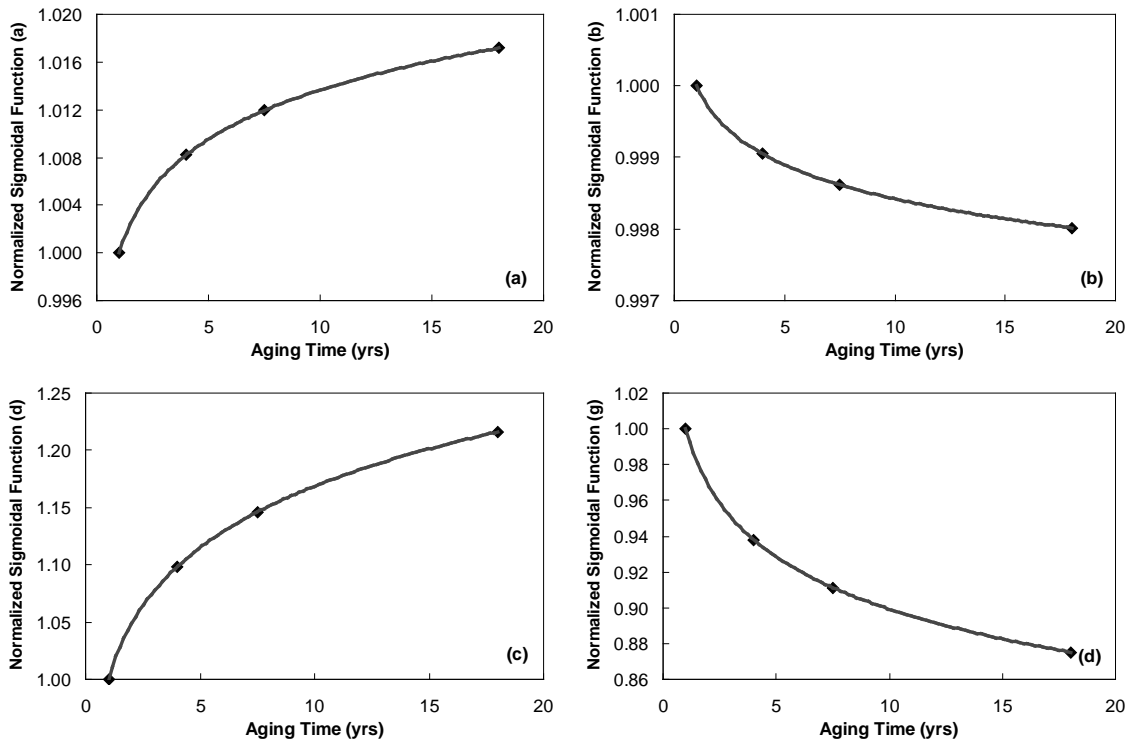 Normalized Sigmoidal Function (a)
1.020
1.016
1.012
1.008
1.004
1.000
0.996
(a)
0 5 10 15 20
Aging Time (yrs)
Normalized Sigmoidal Function (b)
1.001
1.000
0.999
0.998
0.997
(b)
0 5 10 15 20
Aging Time (yrs)
Normalized Sigmoidal Function (d)
1.25
1.20
1.15
1.10
1.05
1.00
(c)
0 5 10 15 20
Aging Time (yrs)
Normalized Sigmoidal Function (g)
1.02
1.00
0.98
0.96
0.94
0.92
0.90
0.88
0.86
(d)
0 5 10 15 20
Aging Time (yrs)